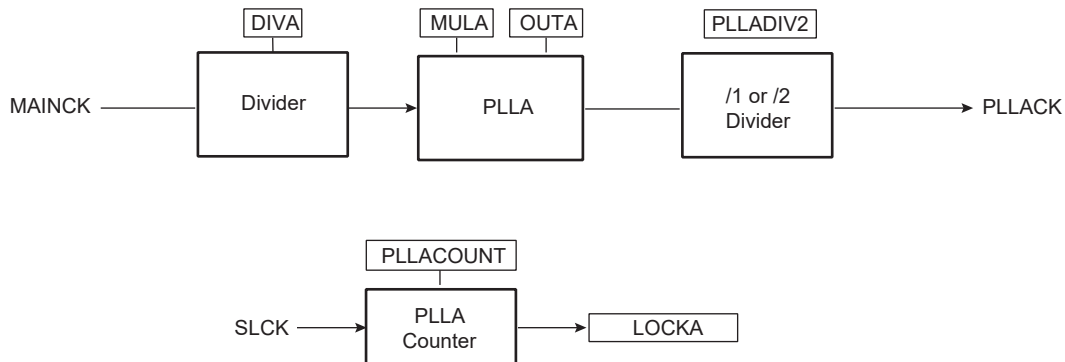 DIVA
MULA
OUTA
PLLADIV2
MAINCK
Divider
PLLA
/1 or /2
Divider
PLLACK
PLLACOUNT
SLCK
PLLA
Counter
LOCKA